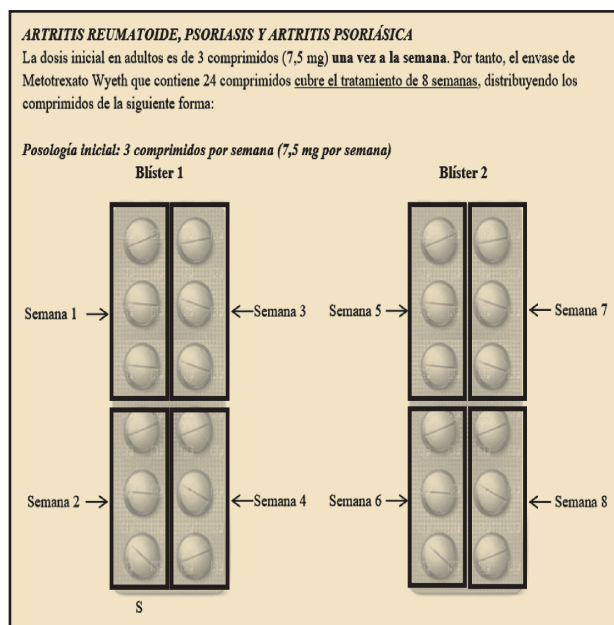 ARTRITIS REUMATOIDE, PSORIASIS Y ARTRITIS PSORIÁSICA
La dosis inicial en adultos es de 3 comprimidos (7,5 mg) una vez a la semana. Por tanto, el envase de
Metotrexato Wyeth que contiene 24 comprimidos cubre el tratamiento de 8 semanas, distribuyendo los
comprimidos de la siguiente forma:
Posología inicial: 3 comprimidos por semana (7,5 mg por semana)
Blíster 1
Blíster 2
Semana 1
Semana 3
Semana 5
Semana 7
Semana 2
Semana 4
Semana 6
Semana 8
S